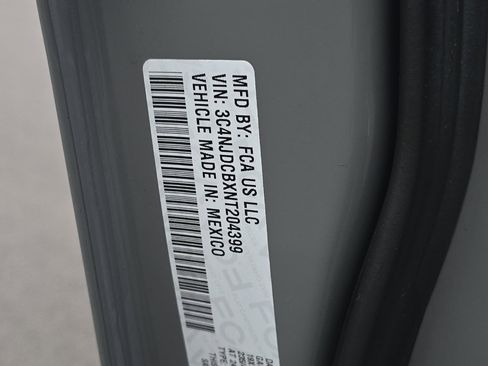 MFD BY: FCA US LLC
VIN: 3C4NJDCBXNT204399
VEHICLE MADE IN: MEXICO